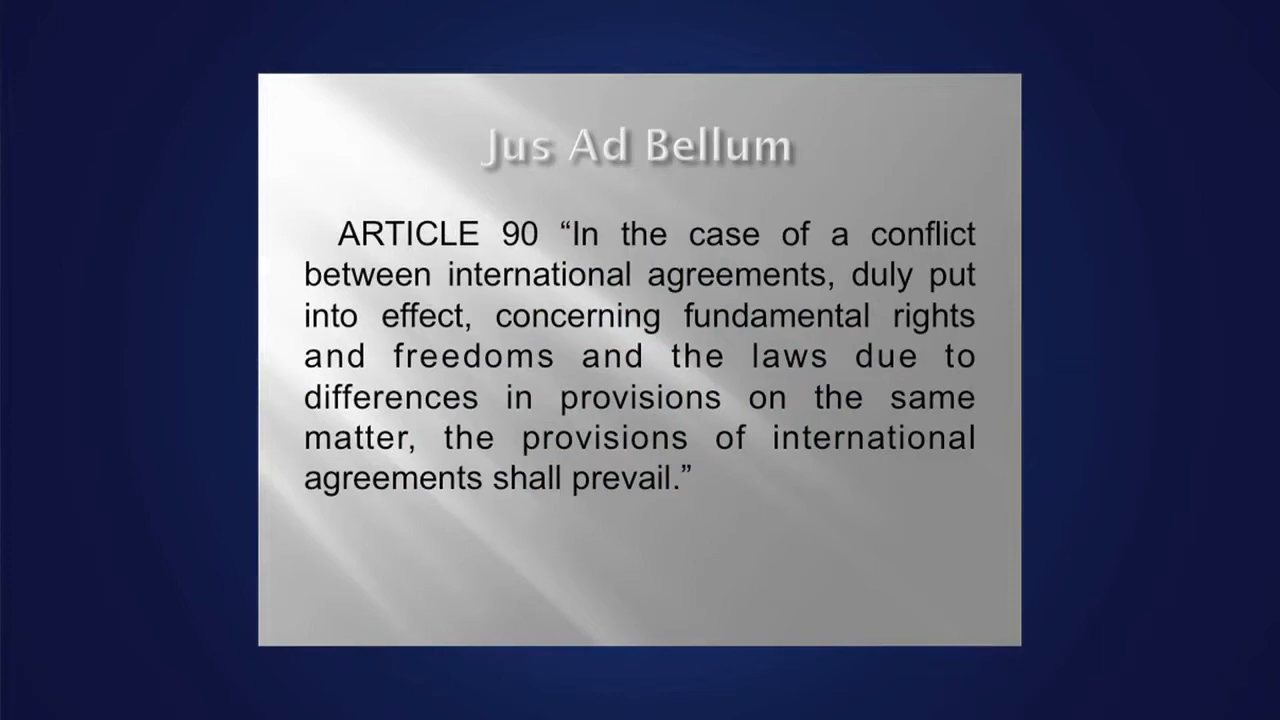 Jus Ad Bellum
ARTICLE 90 “In the case of a conflict
between international agreements, duly put
into effect, concerning fundamental rights
and freedoms and the laws due to
differences in provisions on the same
matter, the provisions of international
agreements shall prevail.”